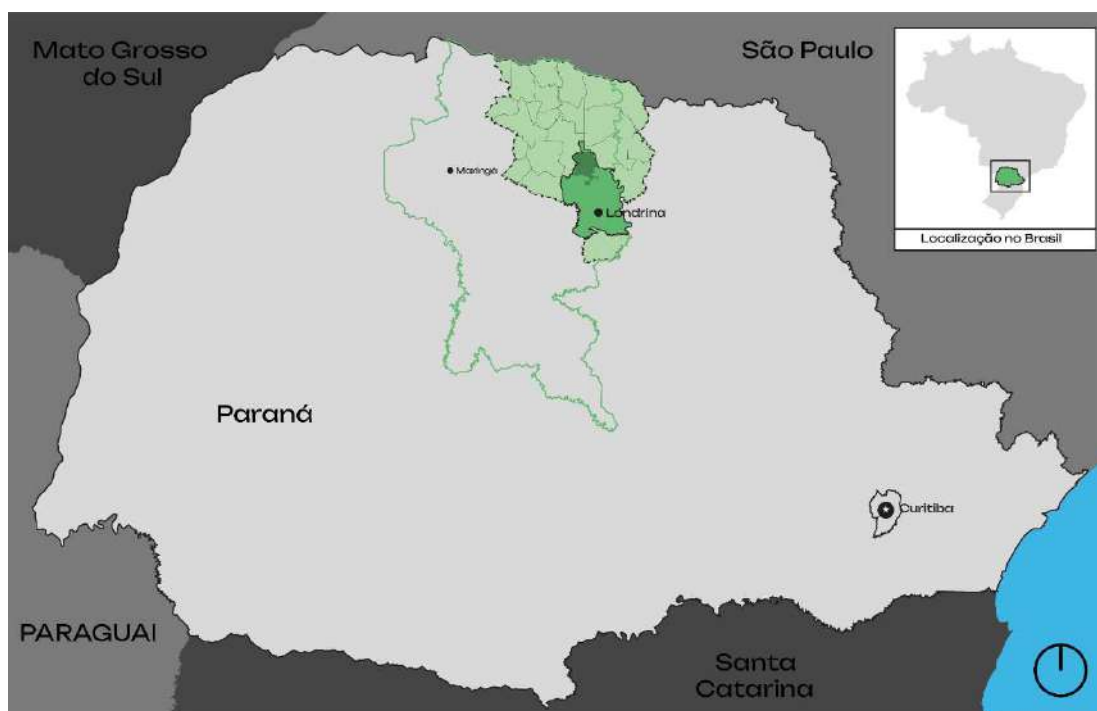 Mato Grosso
do Sul
São Paulo
Localização no Brasil
Maringá
Londrina
Paraná
Curitiba
PARAGUAI
Santa
Catarina